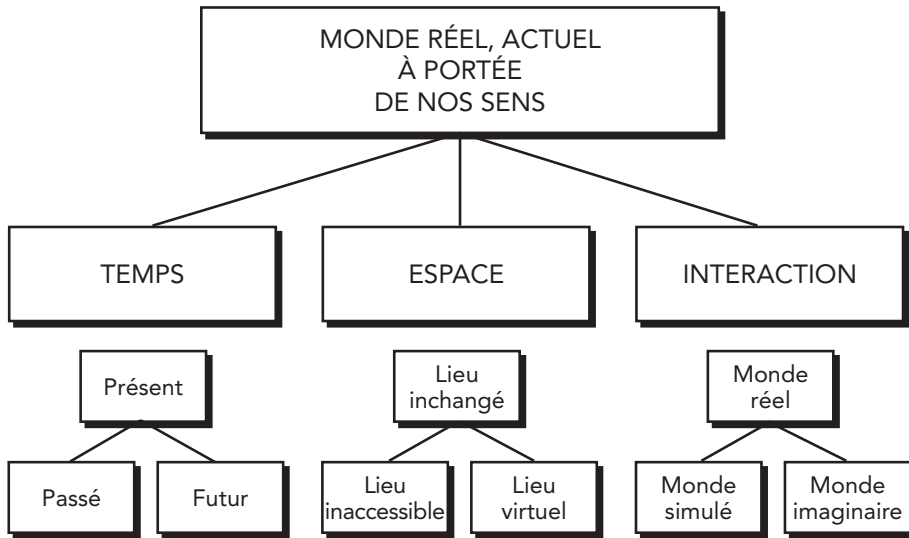 MONDE RÉEL, ACTUEL
À PORTÉE
DE NOS SENS
TEMPS
ESPACE
INTERACTION
Présent
Lieu
inchangé
Monde
réel
Passé
Futur
Lieu
inaccessible
Lieu
virtuel
Monde
simulé
Monde
imaginaire